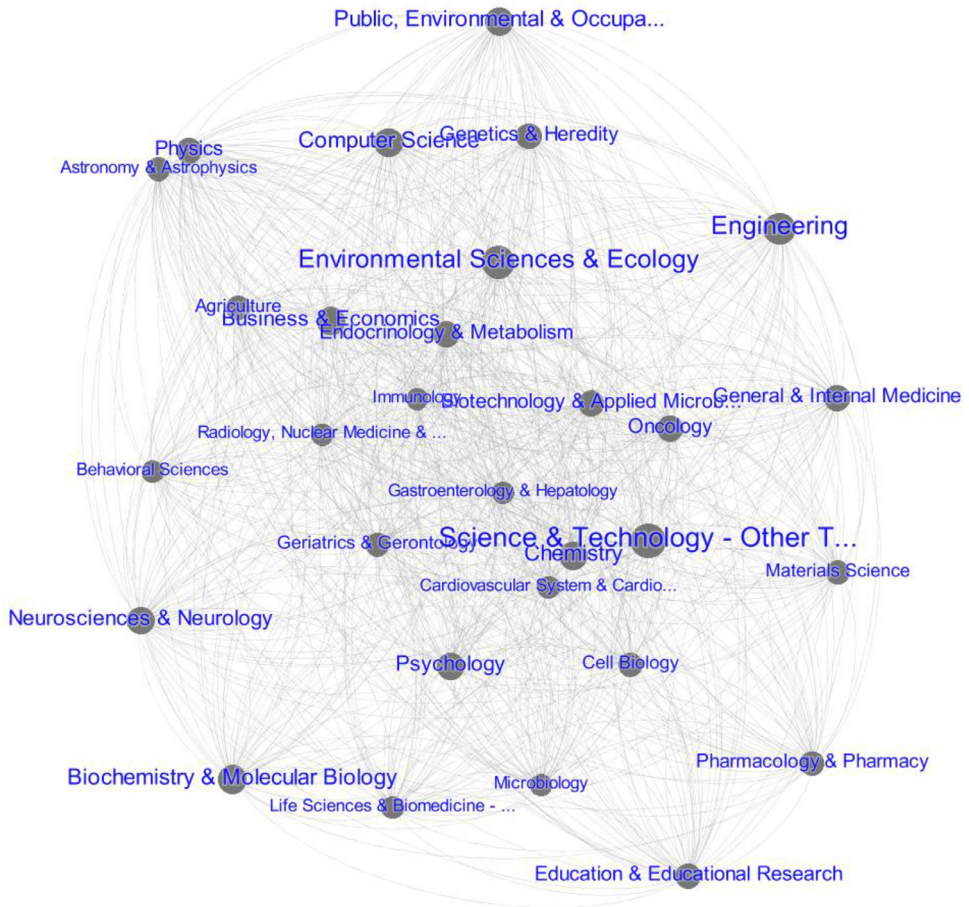 Public, Environmental & Occupa...
Computer Science
Genetics & Heredity
Physics
Astronomy & Astrophysics
Engineering
Environmental Sciences & Ecology
Agriculture
Business & Economics
Endocrinology & Metabolism
Immunology
Biotechnology & Applied Microb...
General & Internal Medicine
Oncology
Radiology, Nuclear Medicine & ...
Behavioral Sciences
Gastroenterology & Hepatology
Science & Technology - Other T...
Geriatrics & Gerontology
Chemistry
Materials Science
Cardiovascular System & Cardio...
Neurosciences & Neurology
Psychology
Cell Biology
Pharmacology & Pharmacy
Biochemistry & Molecular Biology
Microbiology
Life Sciences & Biomedicine - ...
Education & Educational Research